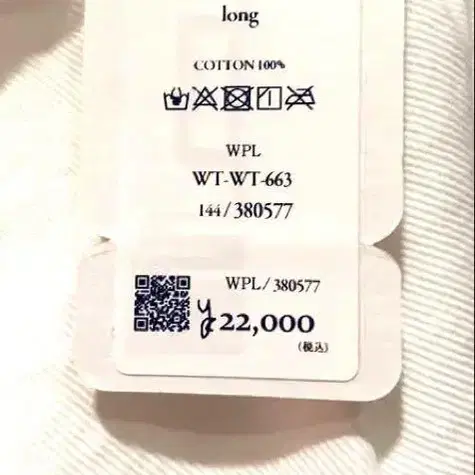 long
COTTON 100%
WPL
WT-WT-663
144/380577
WPL/380577
¥22,000
(税込)